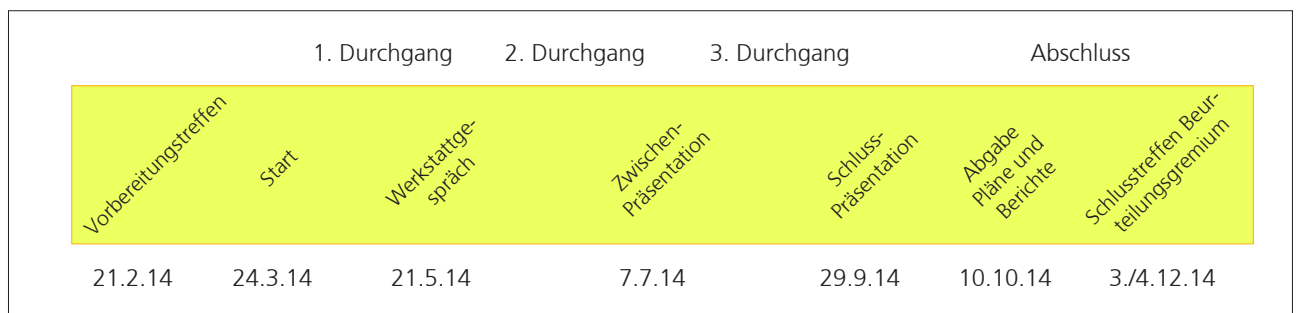 1. Durchgang 2. Durchgang 3. Durchgang Abschluss
Vorbereitungstreffen
Start
Werkstattge-
spräch
Zwischen-
Präsentation
Schluss-
Präsentation
Abgabe
Pläne und
Berichte
Schlusstreffen Beur-
teilungsgremium
21.2.14 24.3.14 21.5.14 7.7.14 29.9.14 10.10.14 3./4.12.14